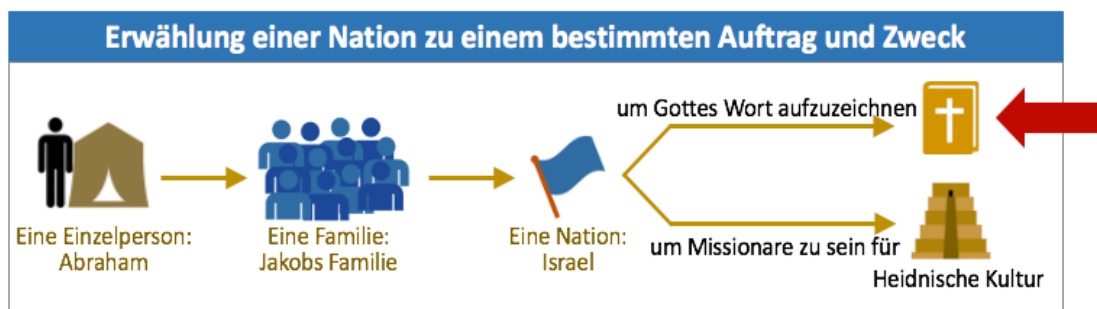 Erwählung einer Nation zu einem bestimmten Auftrag und Zweck
um Gottes Wort aufzuzeichnen
Eine Einzelperson:
Abraham
Eine Familie:
Jakobs Familie
Eine Nation:
Israel
um Missionare zu sein für
Heidnische Kultur